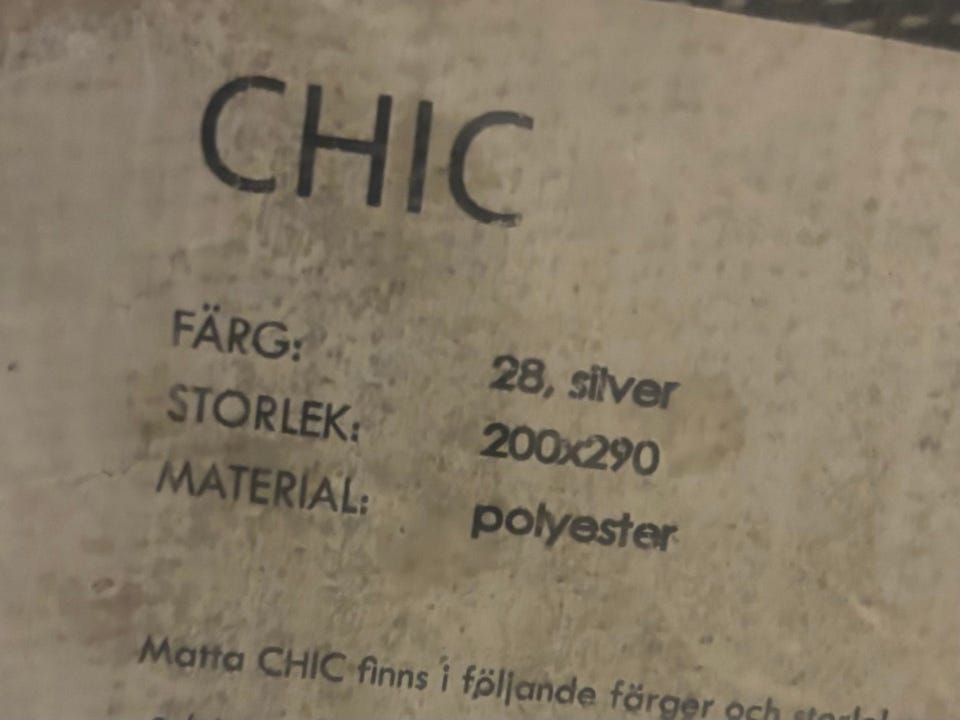 CHIC
FÄRG: 28, silver
STORLEK: 200x290
MATERIAL: polyester
Matta CHIC finns i följande färger och